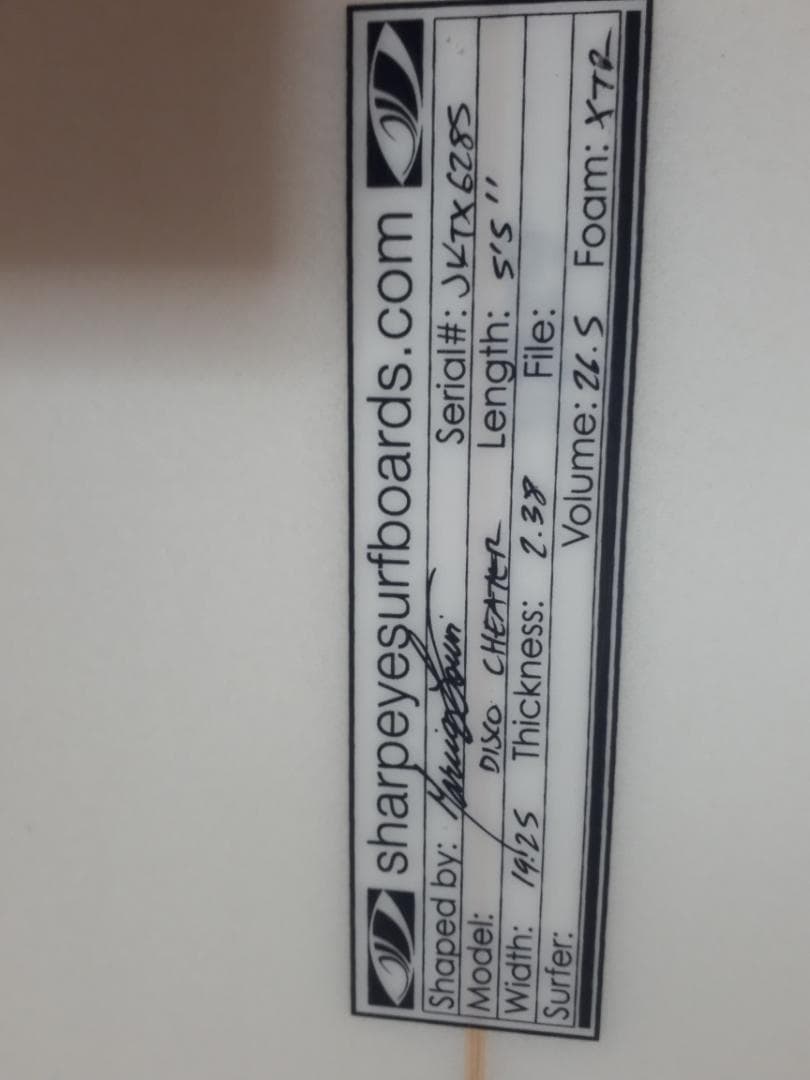 sharpeyesurfboards.com
Shaped by: Serial#: JKTX6285
Model: DISCO CHEATER Length: 5'5"
Width: 19.25 Thickness: 2.38 File:
Surfer: Volume: 26.5 Foam: XTR